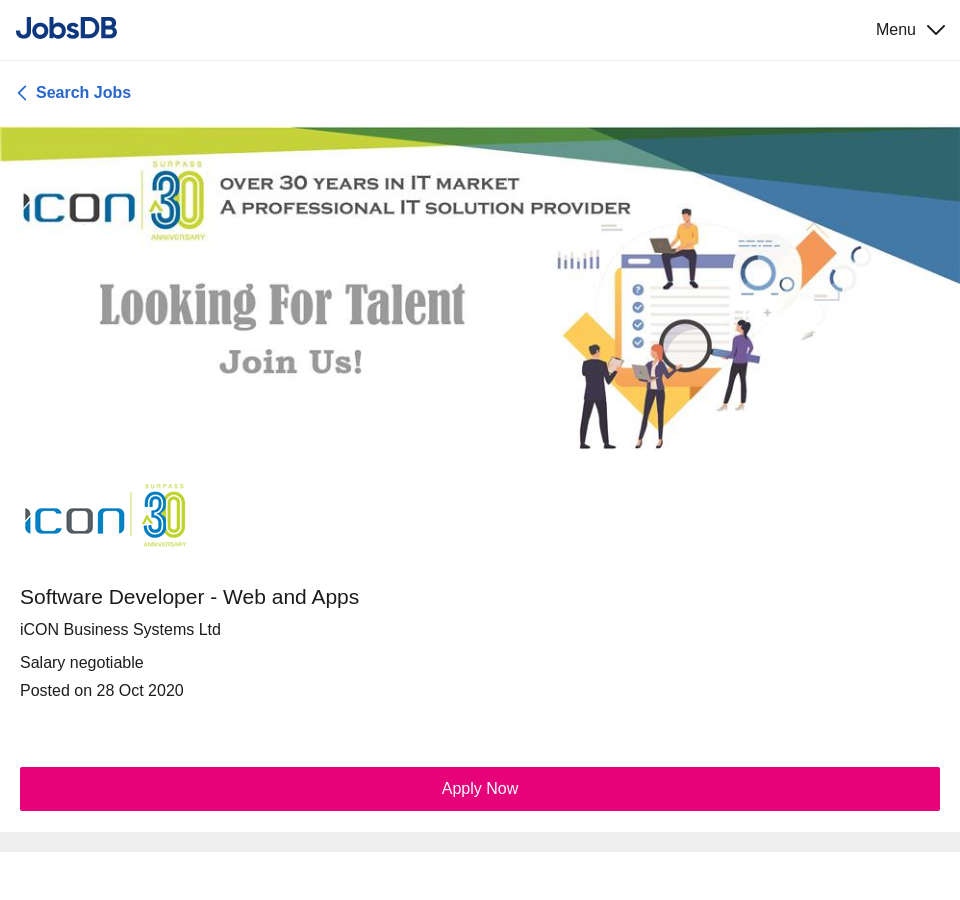 JobsDB
Menu
Search Jobs
SURPASS
icon 30
ANNIVERSARY
OVER 30 YEARS IN IT MARKET
A PROFESSIONAL IT SOLUTION PROVIDER
Looking For Talent
Join Us!
SURPASS
icon 30
ANNIVERSARY
Software Developer - Web and Apps
iCON Business Systems Ltd
Salary negotiable
Posted on 28 Oct 2020
Apply Now